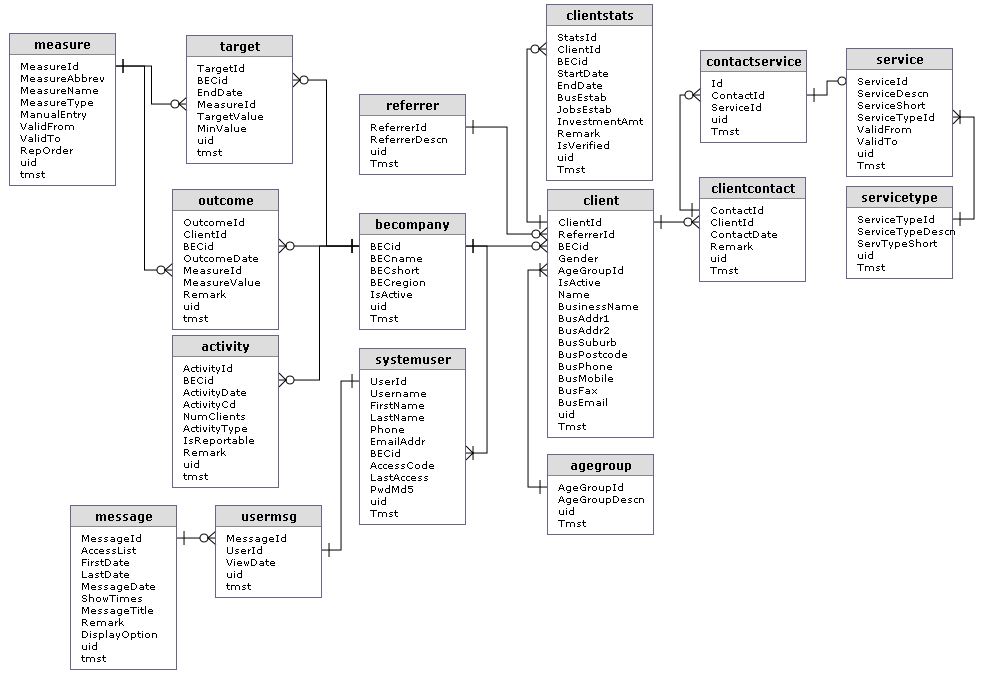 measure
MeasureId
MeasureAbbrev
MeasureName
MeasureType
ManualEntry
ValidFrom
ValidTo
RepOrder
uid
tmst
target
TargetId
BECid
EndDate
MeasureId
TargetValue
MinValue
uid
tmst
outcome
OutcomeId
ClientId
BECid
OutcomeDate
MeasureId
MeasureValue
Remark
uid
tmst
activity
ActivityId
BECid
ActivityDate
ActivityCd
NumClients
ActivityType
IsReportable
Remark
uid
tmst
message
MessageId
AccessList
FirstDate
LastDate
MessageDate
ShowTimes
MessageTitle
Remark
DisplayOption
uid
tmst
usermsg
MessageId
UserId
ViewDate
uid
tmst
referrer
ReferrerId
ReferrerDescn
uid
Tmst
becompany
BECid
BECname
BECshort
BECregion
IsActive
uid
Tmst
systemuser
UserId
Username
FirstName
LastName
Phone
EmailAddr
BECid
AccessCode
LastAccess
PwdMd5
uid
Tmst
clientstats
StatsId
ClientId
BECid
StartDate
EndDate
BusEstab
JobsEstab
InvestmentAmt
Remark
IsVerified
uid
Tmst
client
ClientId
ReferrerId
BECid
Gender
AgeGroupId
IsActive
Name
BusinessName
BusAddr1
BusAddr2
BusSuburb
BusPostcode
BusPhone
BusMobile
BusFax
BusEmail
uid
Tmst
agegroup
AgeGroupId
AgeGroupDescn
uid
Tmst
contactservice
Id
ContactId
ServiceId
uid
Tmst
clientcontact
ContactId
ClientId
ContactDate
Remark
uid
Tmst
service
ServiceId
ServiceDescn
ServiceShort
ServiceTypeId
ValidFrom
ValidTo
uid
Tmst
servicetype
ServiceTypeId
ServiceTypeDescn
ServTypeShort
uid
Tmst